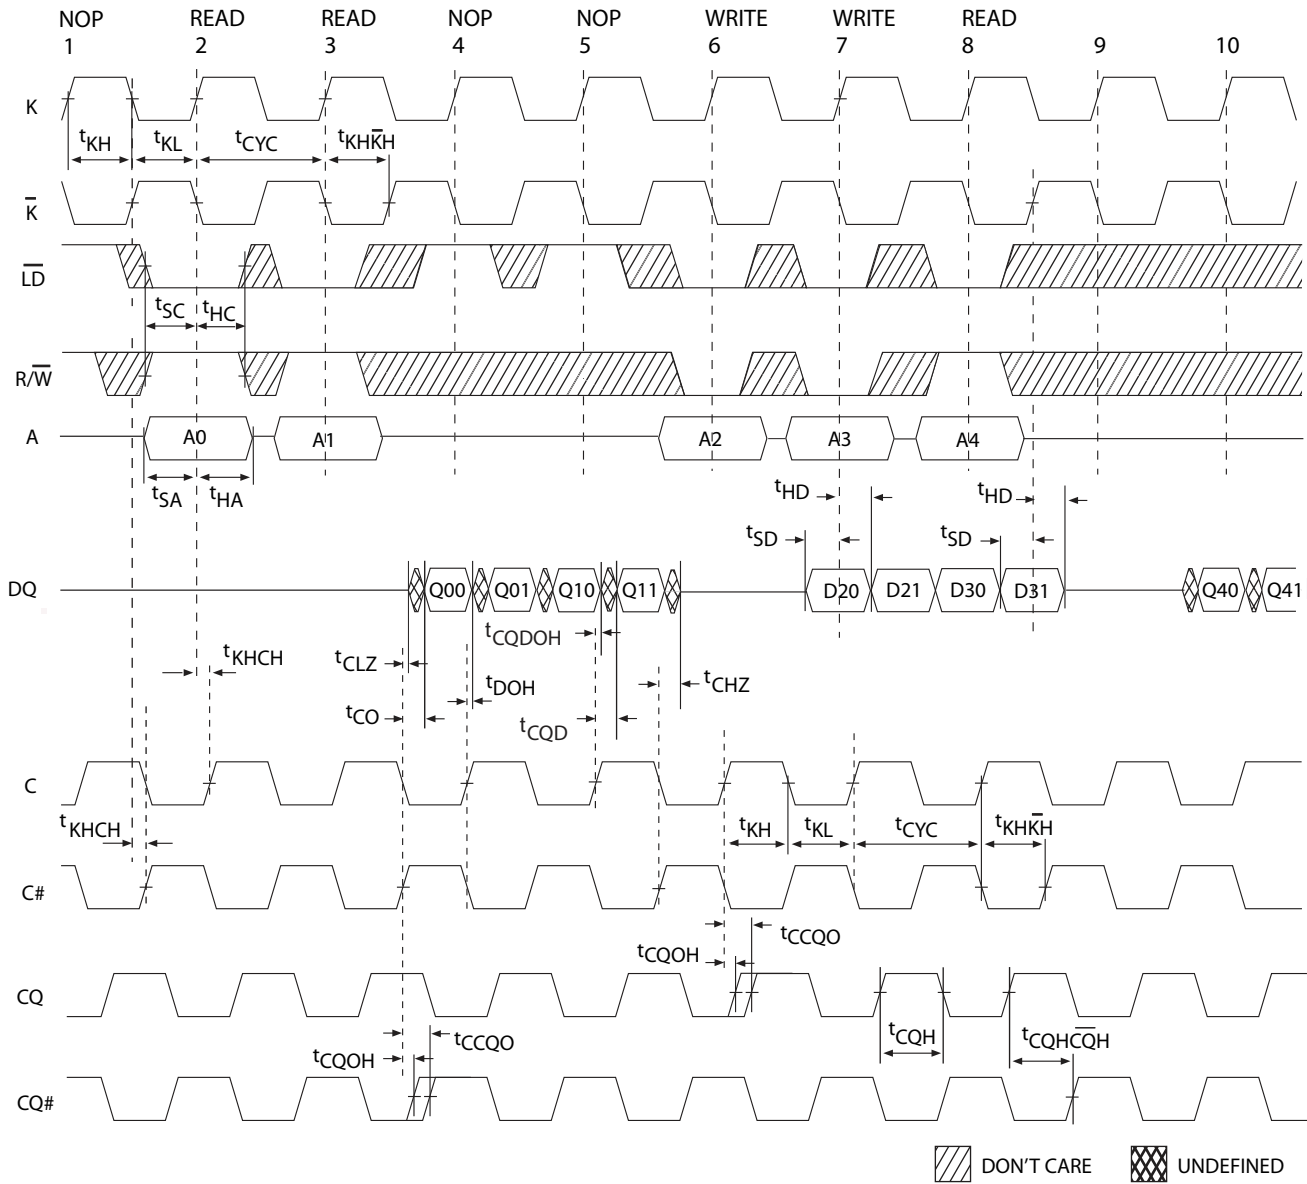 NOP READ READ NOP NOP WRITE WRITE READ
1 2 3 4 5 6 7 8 9 10
K
tKH tKL tCYC tKHK̅H
K̅
L̅D̅
tSC tHC
R/W̅
A A0 A1 A2 A3 A4
tSA tHA tHD tHD
tSD tSD
DQ Q00 Q01 Q10 Q11 D20 D21 D30 D31 Q40 Q41
tCQDOH
tKHCH tCLZ tDOH tCHZ
tCO tCQD
C
tKHCH tKH tKL tCYC tKHK̅H
C#
tCCQO
tCQOH
CQ
tCCQO tCQH tCQHC̅Q̅H
tCQOH
CQ#
DON'T CARE UNDEFINED